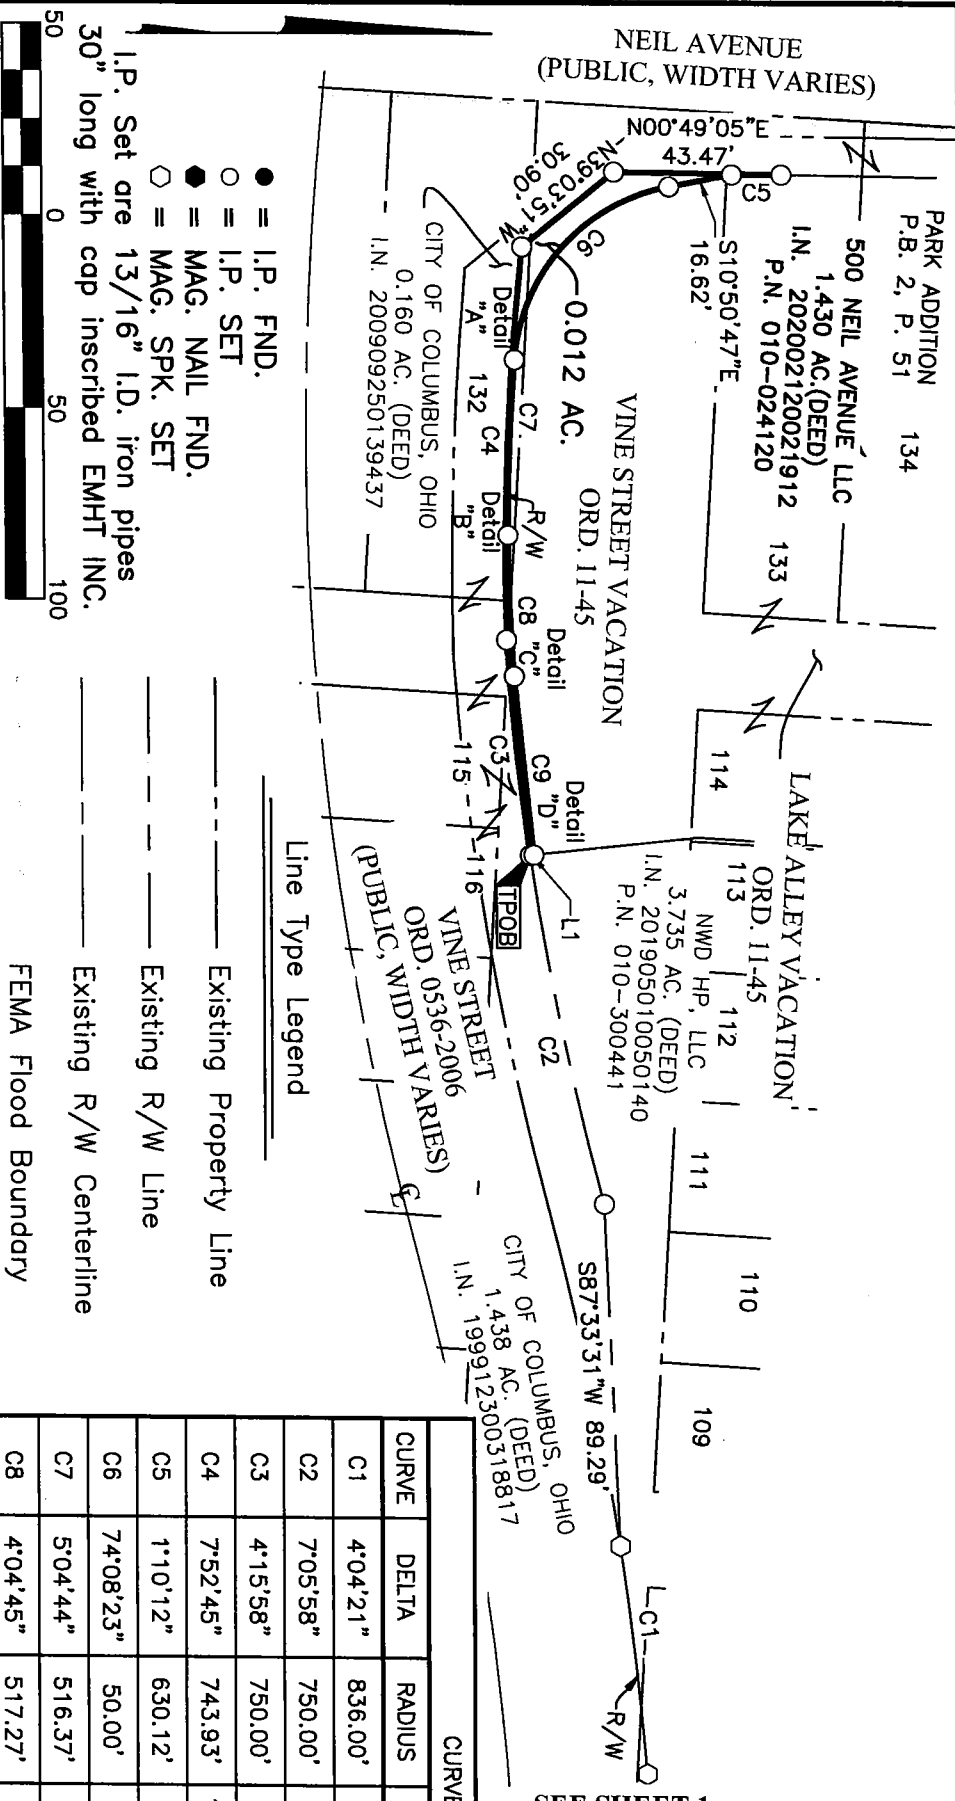 NEIL AVENUE
(PUBLIC, WIDTH VARIES)
N00°49'05"E
43.47'
N39°03'51"W
30.90'
C5
C6
S10°50'47"E
16.62'
0.012 AC.
PARK ADDITION
P.B. 2, P. 51
134
500 NEIL AVENUE LLC
1.430 AC.(DEED)
I.N. 202002120021912
P.N. 010-024120
133
VINE STREET VACATION
ORD. 11-45
CITY OF COLUMBUS, OHIO
0.160 AC. (DEED)
I.N. 200909250139437
Detail
"A"
132
C7
C4
R/W
Detail
"B"
C8
Detail
"C"
C3
C9
Detail
"D"
115
116
TPOB
L1
LAKE ALLEY VACATION
ORD. 11-45
114
113
112
111
110
109
NWD HP, LLC
3.735 AC. (DEED)
I.N. 201905010050140
P.N. 010-300441
C2
VINE STREET
ORD. 0536-2006
(PUBLIC, WIDTH VARIES)
℄
S87°33'31"W 89.29'
CITY OF COLUMBUS, OHIO
1.438 AC. (DEED)
I.N. 199912300318817
C1
R/W
● = I.P. FND.
○ = I.P. SET
⬢ = MAG. NAIL FND.
⬡ = MAG. SPK. SET
I.P. Set are 13/16" I.D. iron pipes
30" long with cap inscribed EMHT INC.
50 0 50 100
Line Type Legend
Existing Property Line
Existing R/W Line
Existing R/W Centerline
FEMA Flood Boundary
CURVE
CURVE DELTA RADIUS
C1 4°04'21" 836.00'
C2 7°05'58" 750.00'
C3 4°15'58" 750.00'
C4 7°52'45" 743.93'
C5 1°10'12" 630.12'
C6 74°08'23" 50.00'
C7 5°04'44" 516.37'
C8 4°04'45" 517.27'
SEE SHEET 1